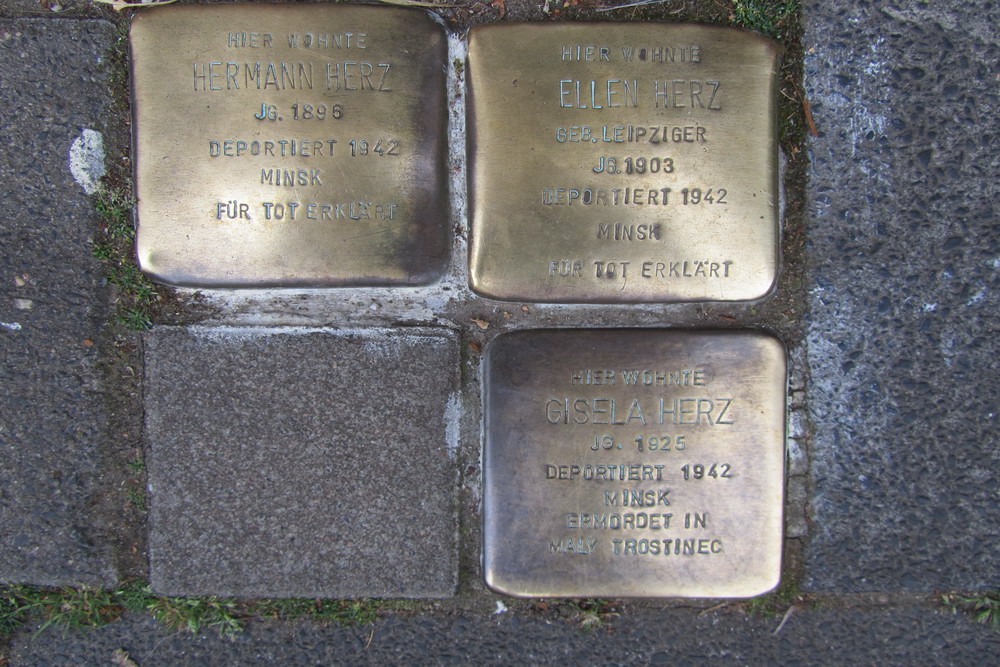 HIER WOHNTE
HERMANN HERZ
JG. 1896
DEPORTIERT 1942
MINSK
FÜR TOT ERKLÄRT
HIER WOHNTE
ELLEN HERZ
GEB. LEIPZIGER
JG. 1903
DEPORTIERT 1942
MINSK
FÜR TOT ERKLÄRT
HIER WOHNTE
GISELA HERZ
JG. 1925
DEPORTIERT 1942
MINSK
ERMORDET IN
MALY TROSTINEC